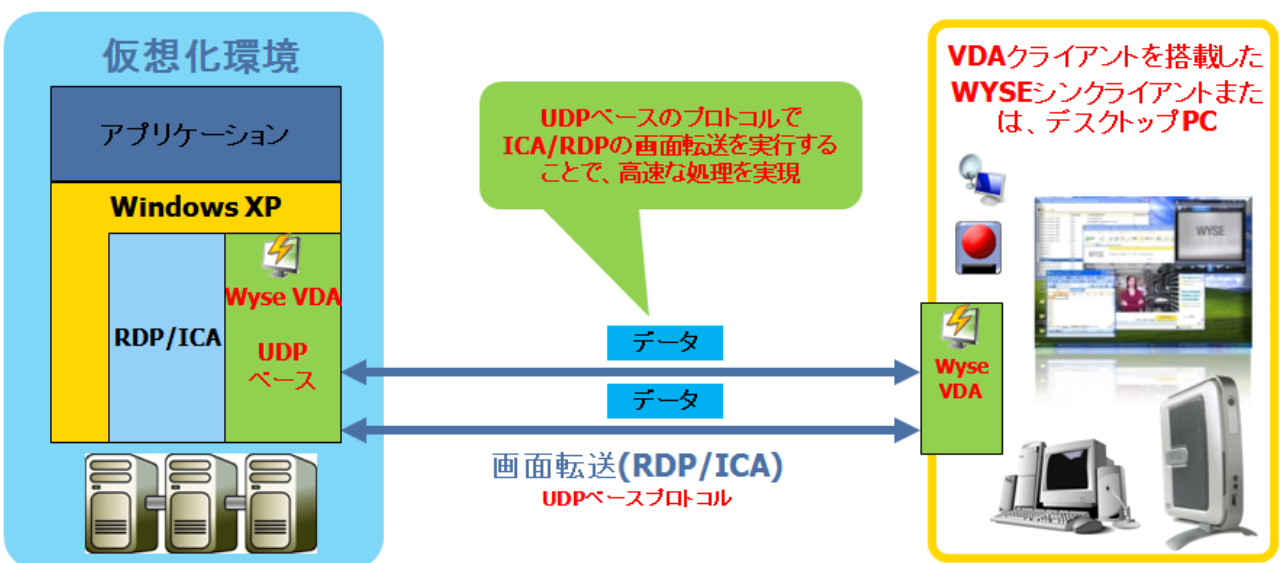 仮想化環境
アプリケーション
Windows XP
RDP/ICA
Wyse VDA
UDP
ベース
UDPベースのプロトコルで
ICA/RDPの画面転送を実行する
ことで、高速な処理を実現
データ
データ
画面転送(RDP/ICA)
UDPベースプロトコル
VDAクライアントを搭載した
WYSEシンクライアントまた
は、デスクトップPC
WYSE
Wyse
VDA